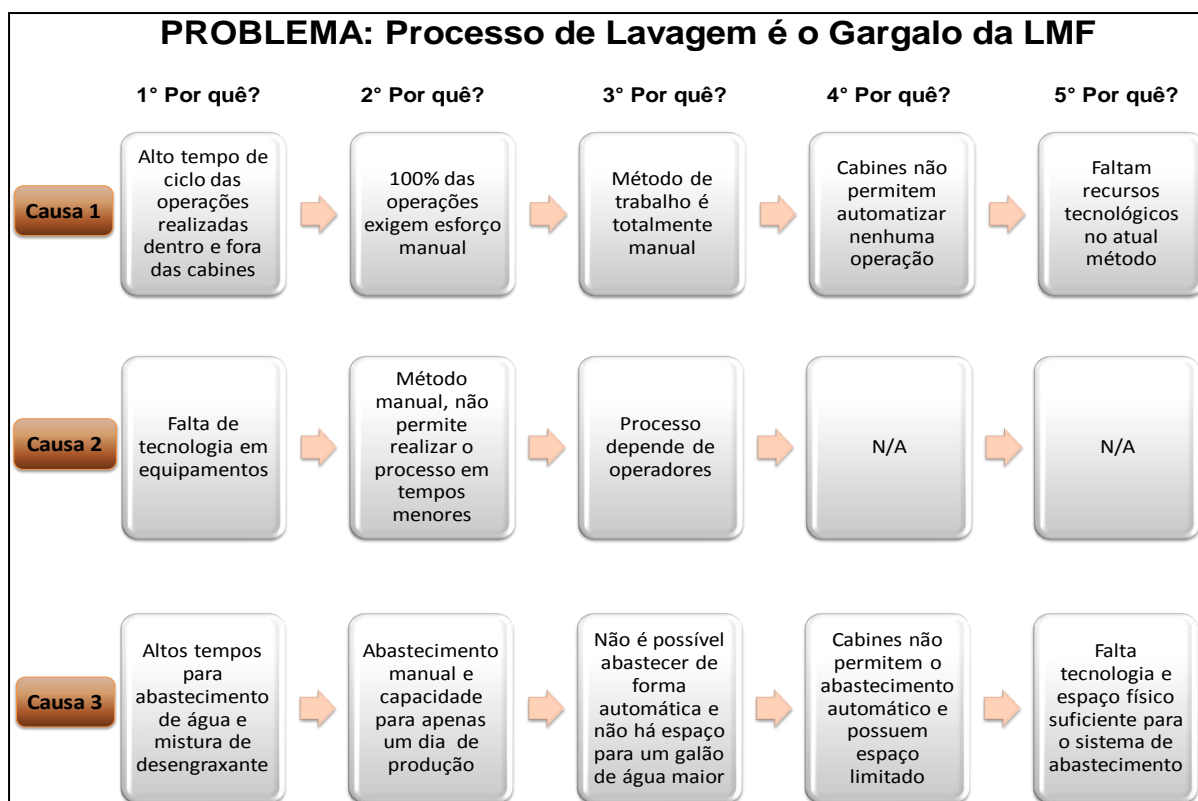 PROBLEMA: Processo de Lavagem é o Gargalo da LMF
1° Por quê?
2° Por quê?
3° Por quê?
4° Por quê?
5° Por quê?
Causa 1
Alto tempo de
ciclo das
operações
realizadas
dentro e fora
das cabines
100% das
operações
exigem esforço
manual
Método de
trabalho é
totalmente
manual
Cabines não
permitem
automatizar
nenhuma
operação
Faltam
recursos
tecnológicos
no atual
método
Causa 2
Falta de
tecnologia em
equipamentos
Método
manual, não
permite
realizar o
processo em
tempos
menores
Processo
depende de
operadores
N/A
N/A
Causa 3
Altos tempos
para
abastecimento
de água e
mistura de
desengraxante
Abastecimento
manual e
capacidade
para apenas
um dia de
produção
Não é possível
abastecer de
forma
automática e
não há espaço
para um galão
de água maior
Cabines não
permitem o
abastecimento
automático e
possuem
espaço
limitado
Falta
tecnologia e
espaço físico
suficiente para
o sistema de
abastecimento